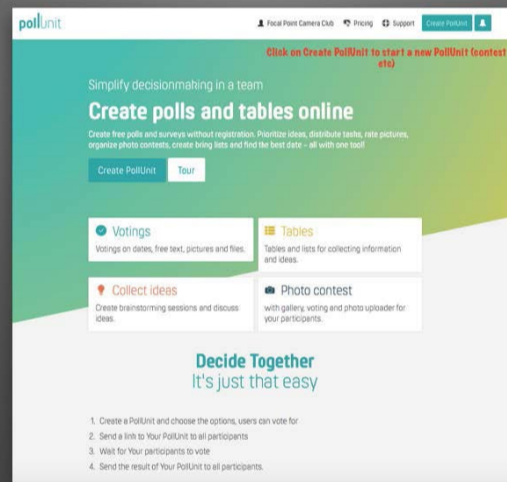 pollunit
Focal Point Camera Club Pricing Support Create PollUnit
Click on Create PollUnit to start a new PollUnit (contest
etc)
Simplify decisionmaking in a team
Create polls and tables online
Create free polls and surveys without registration. Prioritize ideas, distribute tasks, rate pictures,
organize photo contests, create bring lists and find the best date – all with one tool!
Create PollUnit Tour
Votings
Votings on dates, free text, pictures and files.
Tables
Tables and lists for collecting information
and ideas.
Collect ideas
Create brainstorming sessions and discuss
ideas.
Photo contest
with gallery, voting and photo uploader for
your participants.
Decide Together
It's just that easy
1. Create a PollUnit and choose the options, users can vote for
2. Send a link to Your PollUnit to all participants
3. Wait for Your participants to vote
4. Send the result of Your PollUnit to all participants.